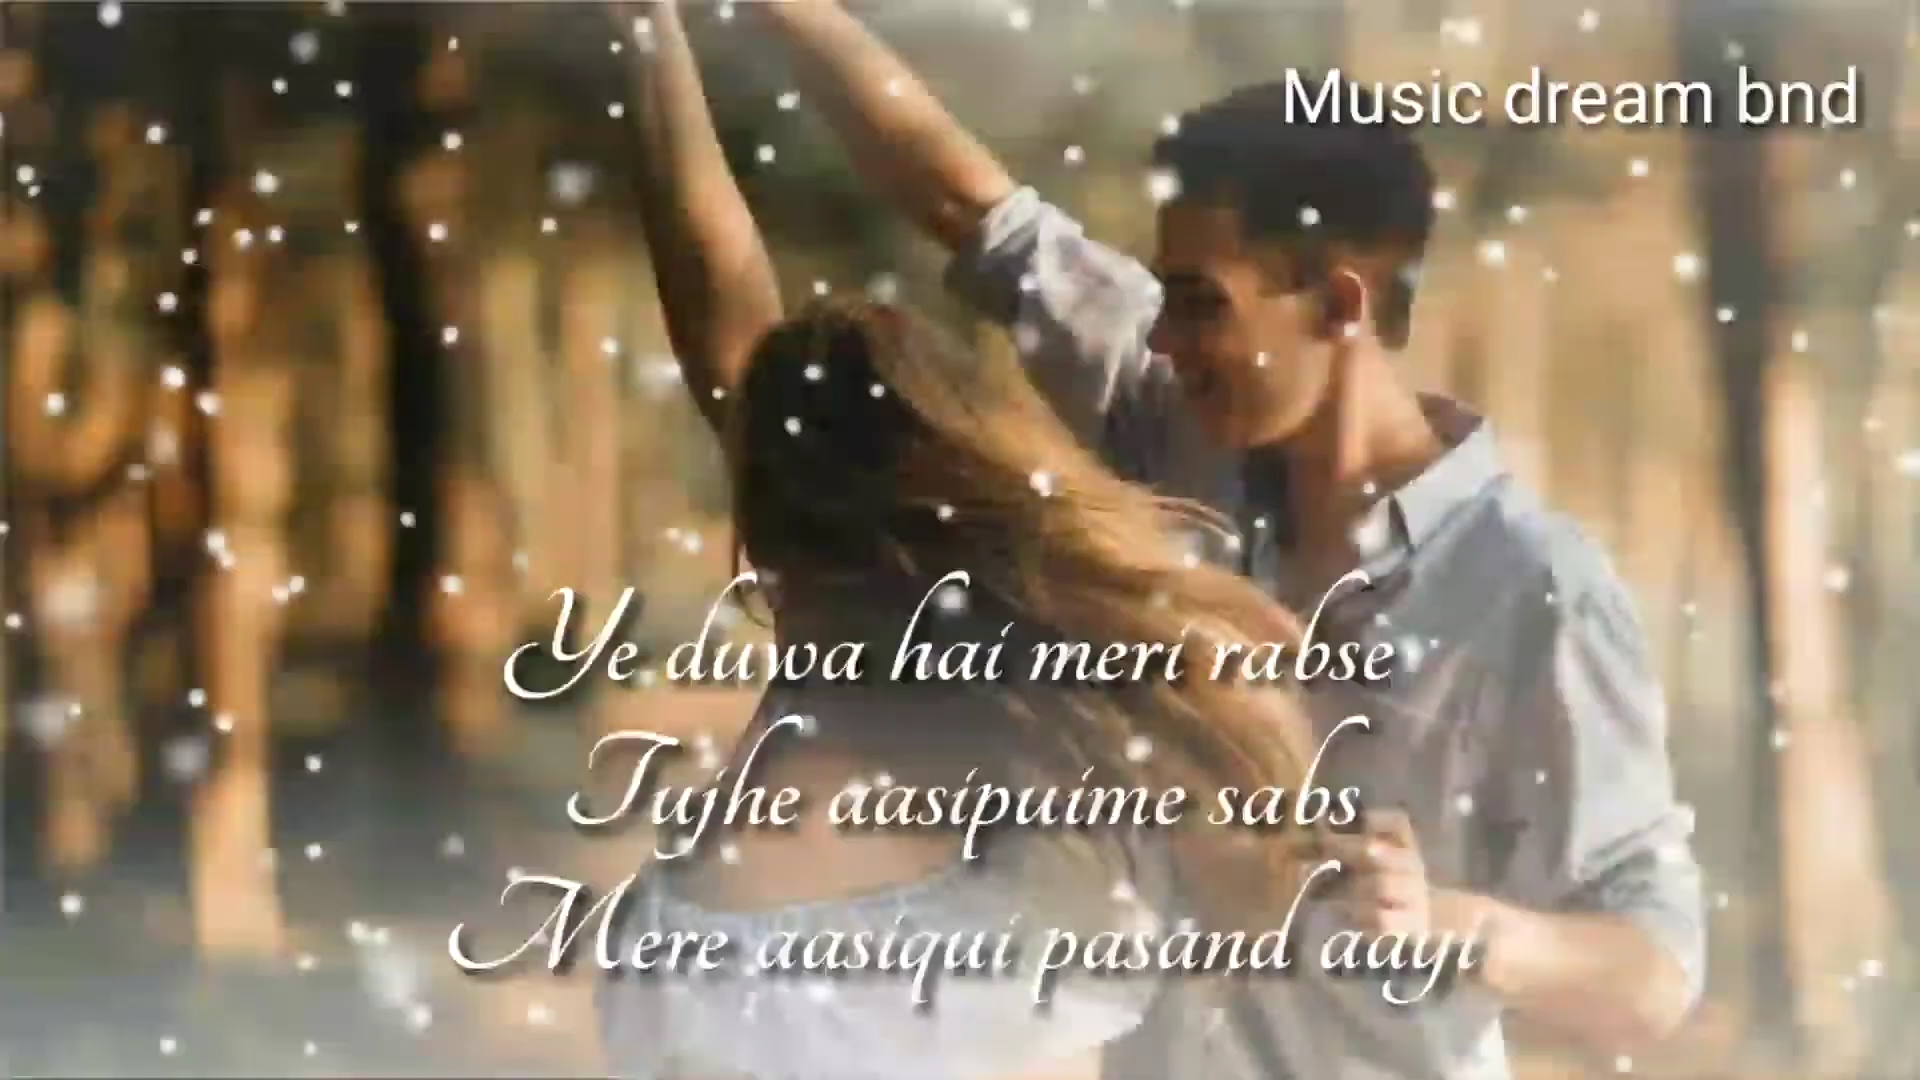 Music dream bnd
Ye duwa hai meri rabse
Tujhe aasipuime sabs
Mere aasiqui pasand aayi